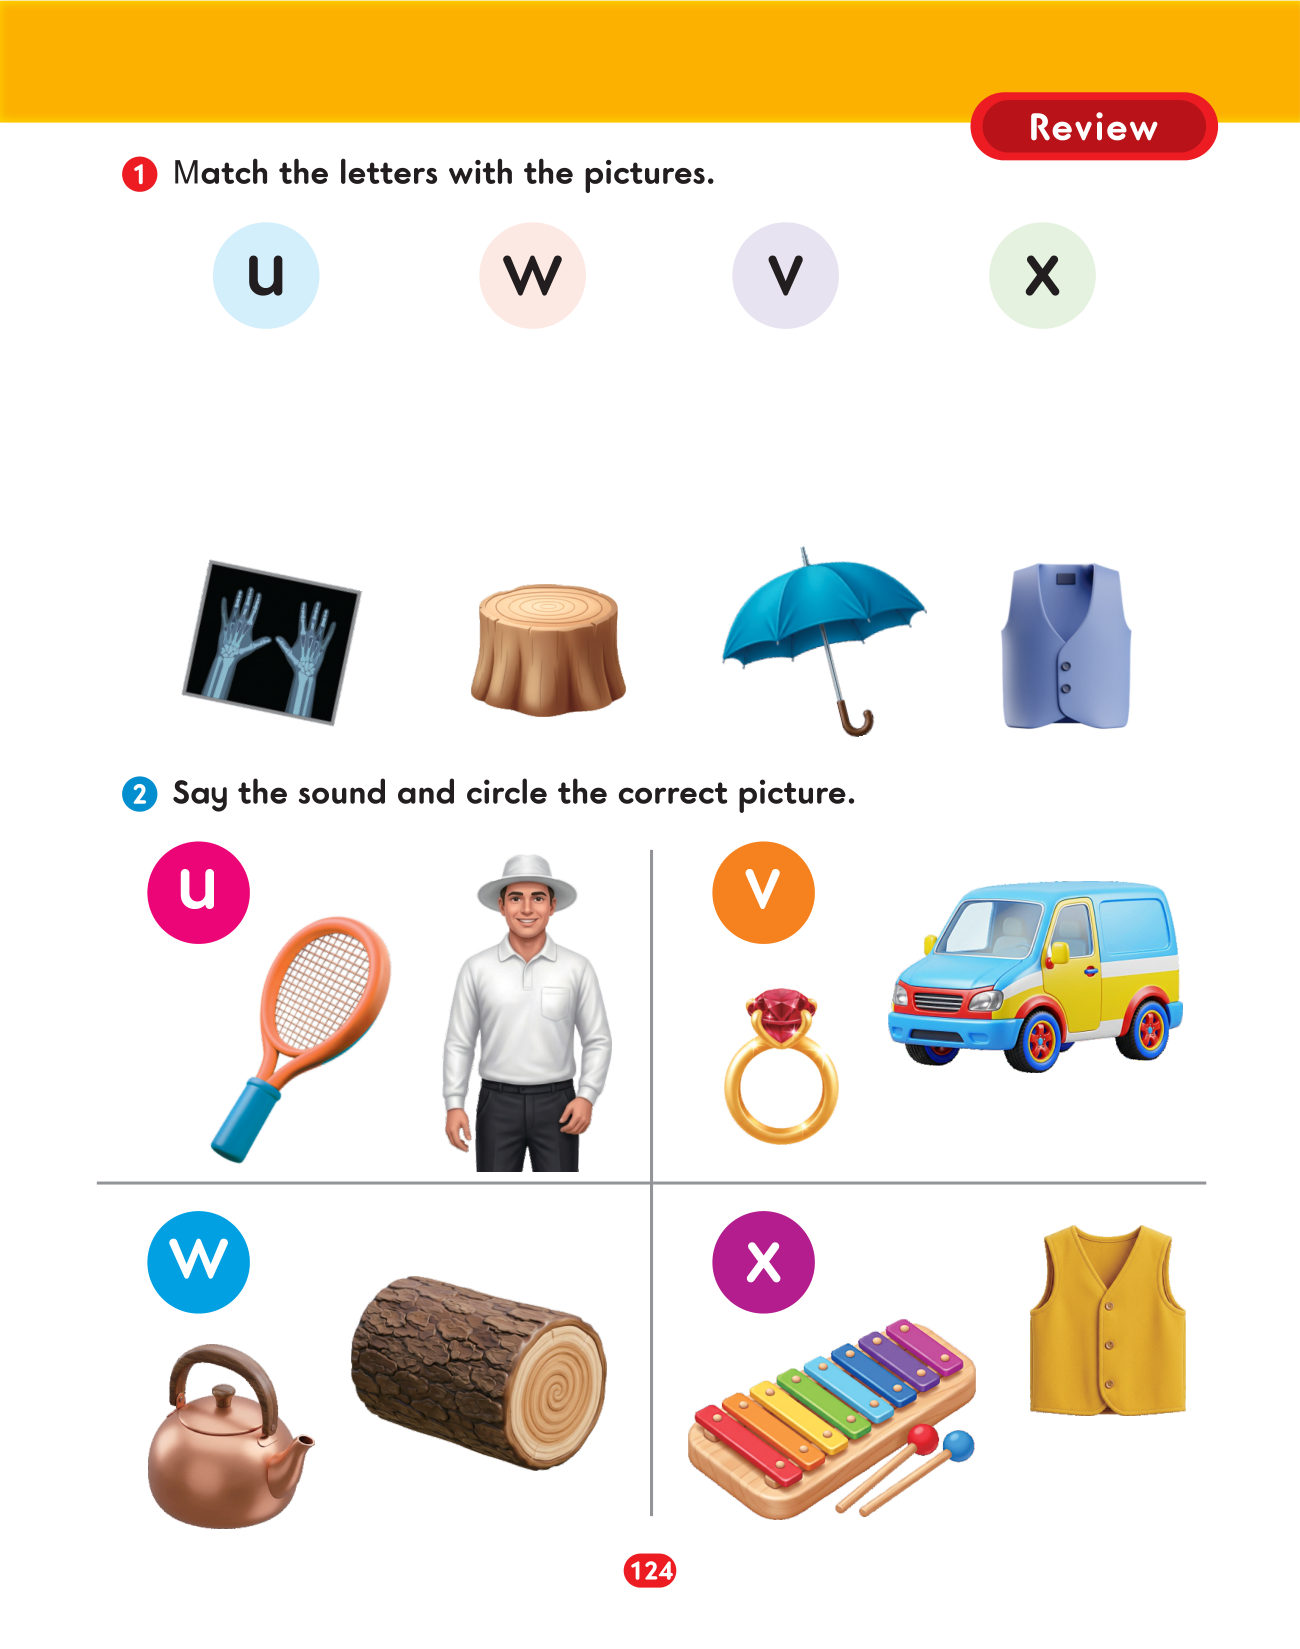 Review
1 Match the letters with the pictures.
u w v x
2 Say the sound and circle the correct picture.
u v
w x
124